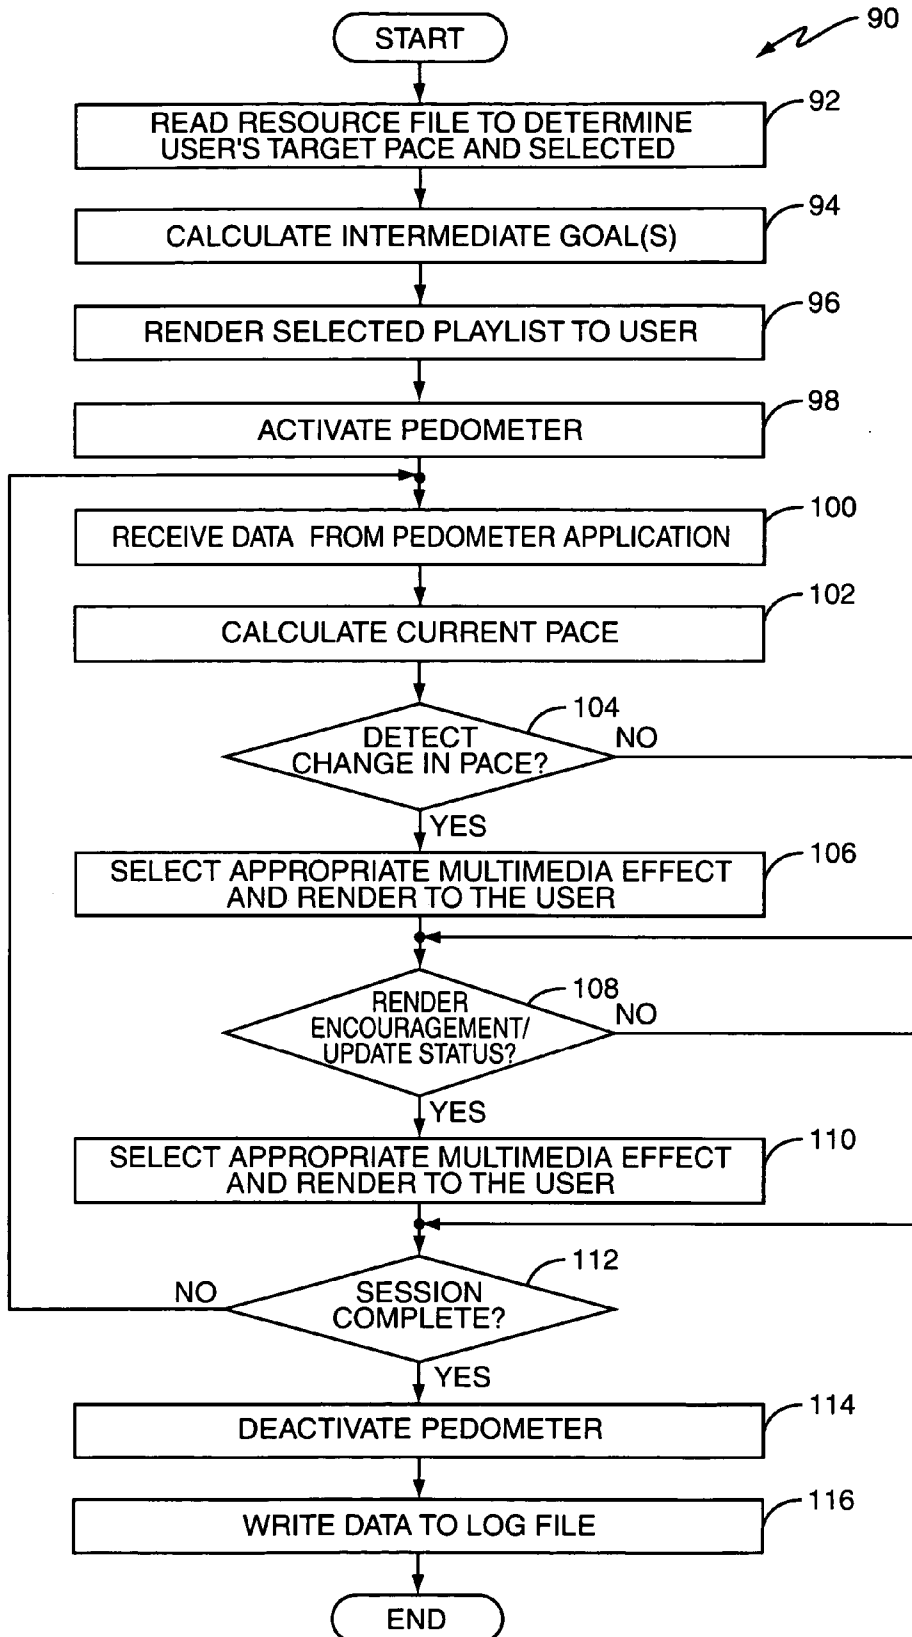 START
90
92
READ RESOURCE FILE TO DETERMINE
USER'S TARGET PACE AND SELECTED
94
CALCULATE INTERMEDIATE GOAL(S)
96
RENDER SELECTED PLAYLIST TO USER
98
ACTIVATE PEDOMETER
100
RECEIVE DATA FROM PEDOMETER APPLICATION
102
CALCULATE CURRENT PACE
104
DETECT
CHANGE IN PACE?
NO
YES
106
SELECT APPROPRIATE MULTIMEDIA EFFECT
AND RENDER TO THE USER
108
RENDER
ENCOURAGEMENT/
UPDATE STATUS?
NO
YES
110
SELECT APPROPRIATE MULTIMEDIA EFFECT
AND RENDER TO THE USER
112
NO
SESSION
COMPLETE?
YES
114
DEACTIVATE PEDOMETER
116
WRITE DATA TO LOG FILE
END